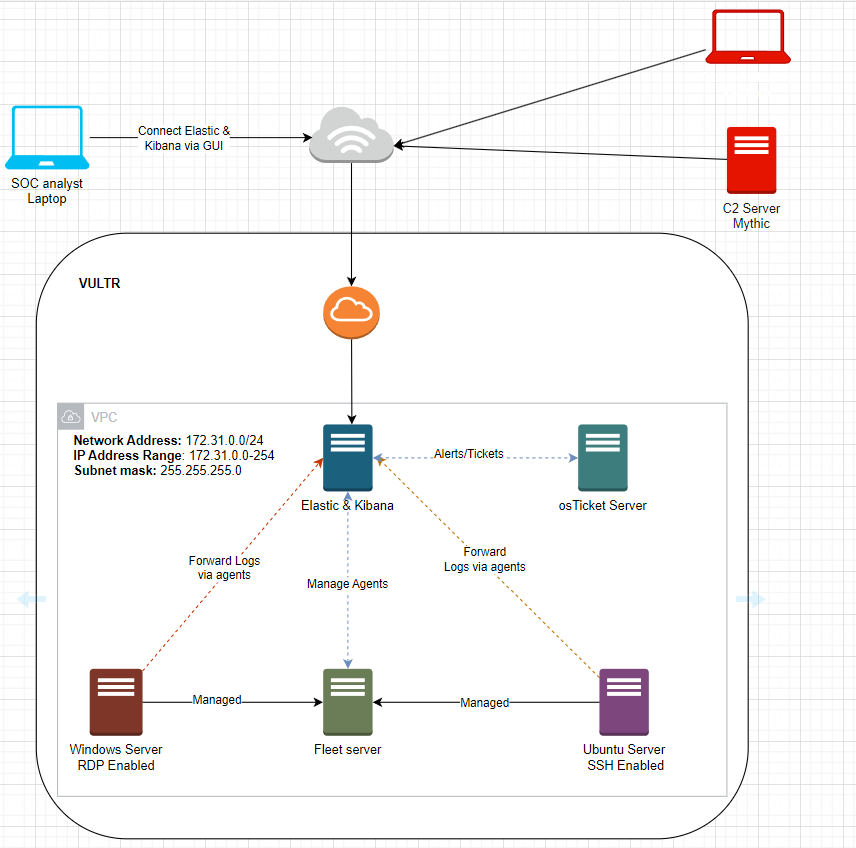 Connect Elastic &
Kibana via GUI
SOC analyst
Laptop
C2 Server
Mythic
VULTR
VPC
Network Address: 172.31.0.0/24
IP Address Range: 172.31.0.0-254
Subnet mask: 255.255.255.0
Alerts/Tickets
Elastic & Kibana
osTicket Server
Forward Logs
via agents
Forward
Logs via agents
Manage Agents
Managed
Managed
Windows Server
RDP Enabled
Fleet server
Ubuntu Server
SSH Enabled